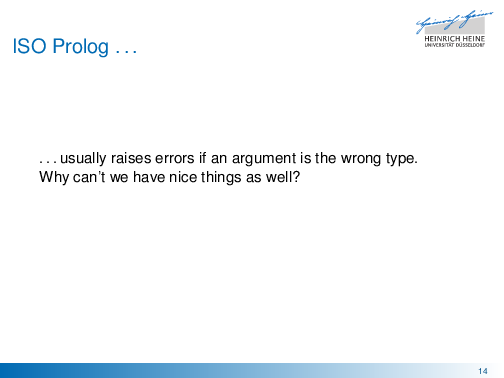 ISO Prolog ...
HEINRICH HEINE
UNIVERSITÄT DÜSSELDORF
... usually raises errors if an argument is the wrong type.
Why can't we have nice things as well?
14